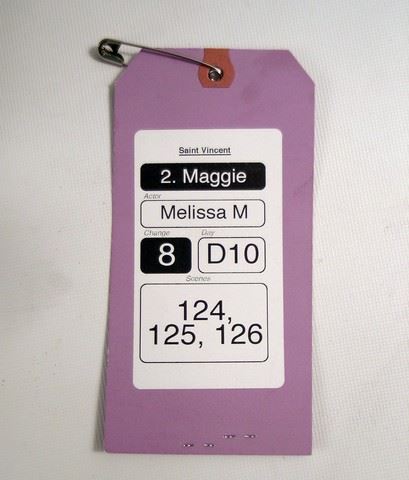 Saint Vincent
2. Maggie
Actor
Melissa M
Change Day
8 D10
Scenes
124,
125, 126